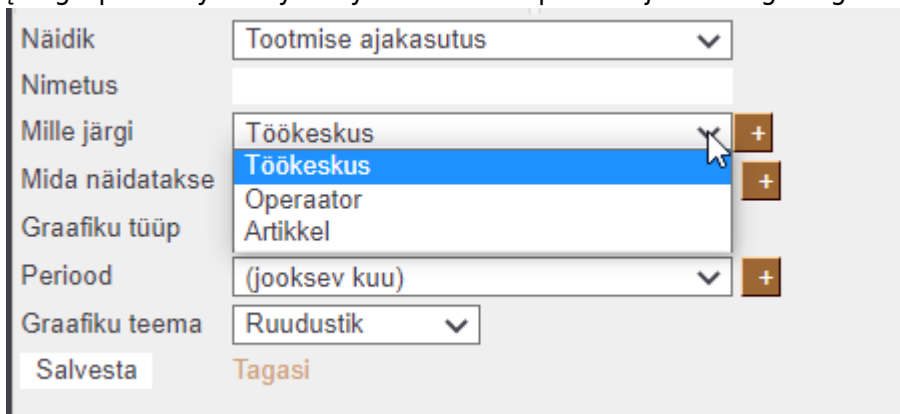 Näidik Tootmise ajakasutus
Nimetus
Mille järgi Töökeskus +
Töökeskus
Mida näidatakse +
Operaator
Graafiku tüüp Artikkel
Periood (jooksev kuu) +
Graafiku teema Ruudustik
Salvesta Tagasi